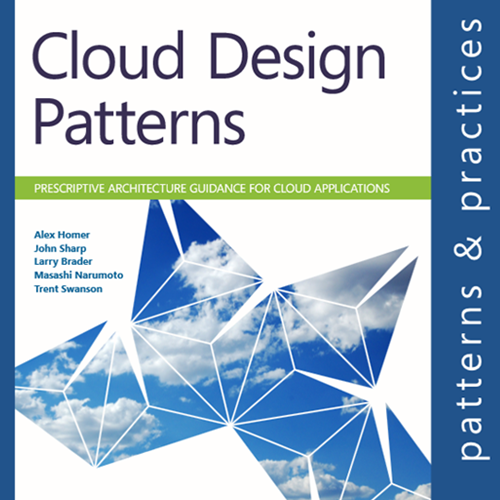 Cloud Design
Patterns
PRESCRIPTIVE ARCHITECTURE GUIDANCE FOR CLOUD APPLICATIONS
Alex Homer
John Sharp
Larry Brader
Masashi Narumoto
Trent Swanson
patterns & practices